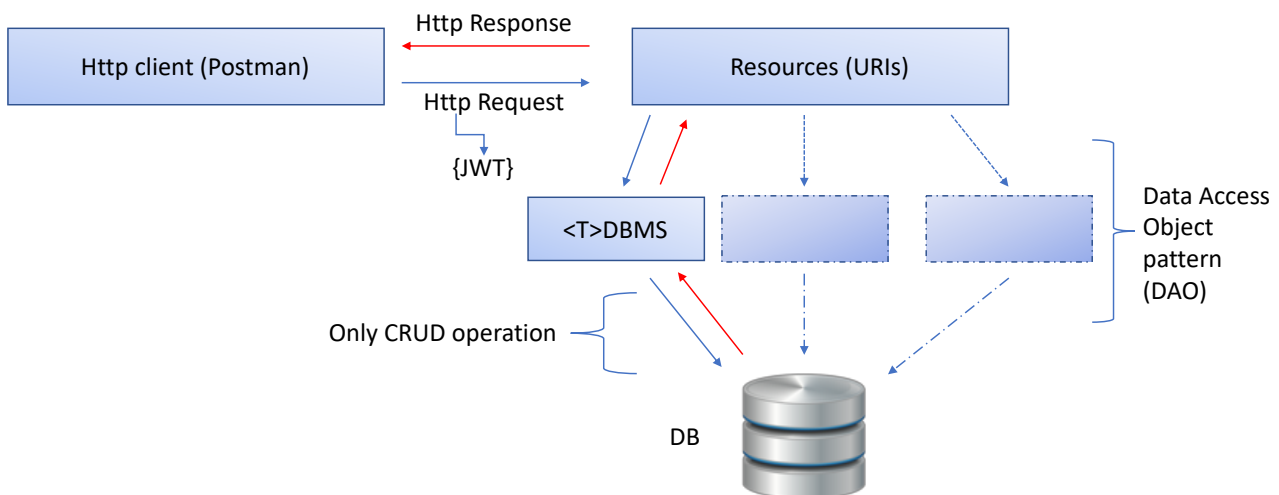 Http Response
Http client (Postman)
Resources (URIs)
Http Request
{JWT}
<T>DBMS
Data Access
Object
pattern
(DAO)
Only CRUD operation
DB